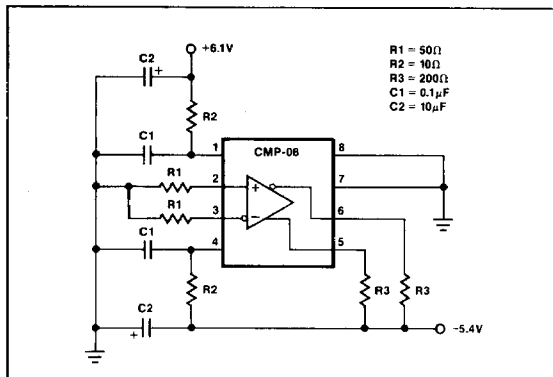 +6.1V
C2
+
R1 = 50Ω
R2 = 10Ω
R3 = 200Ω
C1 = 0.1μF
C2 = 10μF
R2
C1
1
CMP-08
8
R1
2
+
7
R1
3
−
6
C1
4
5
R2
R3
R3
C2
+
−5.4V